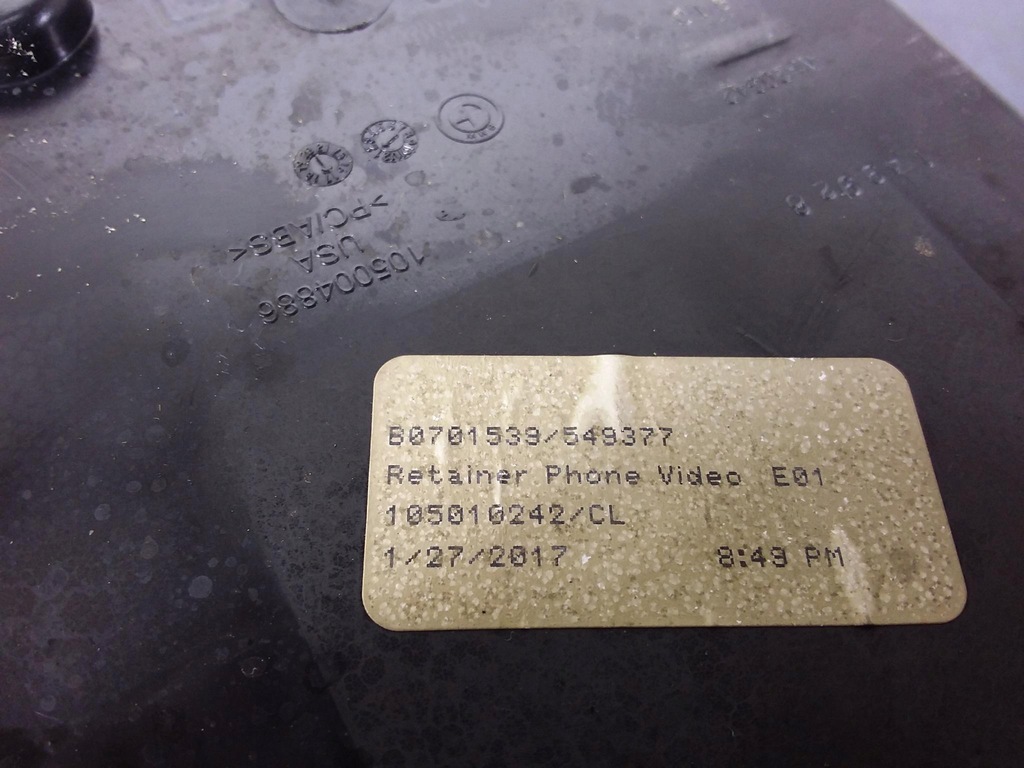 105004886
USA
>PC/ABS<
B0701539/549377
Retainer Phone Video E01
105010242/CL
1/27/2017 8:49 PM